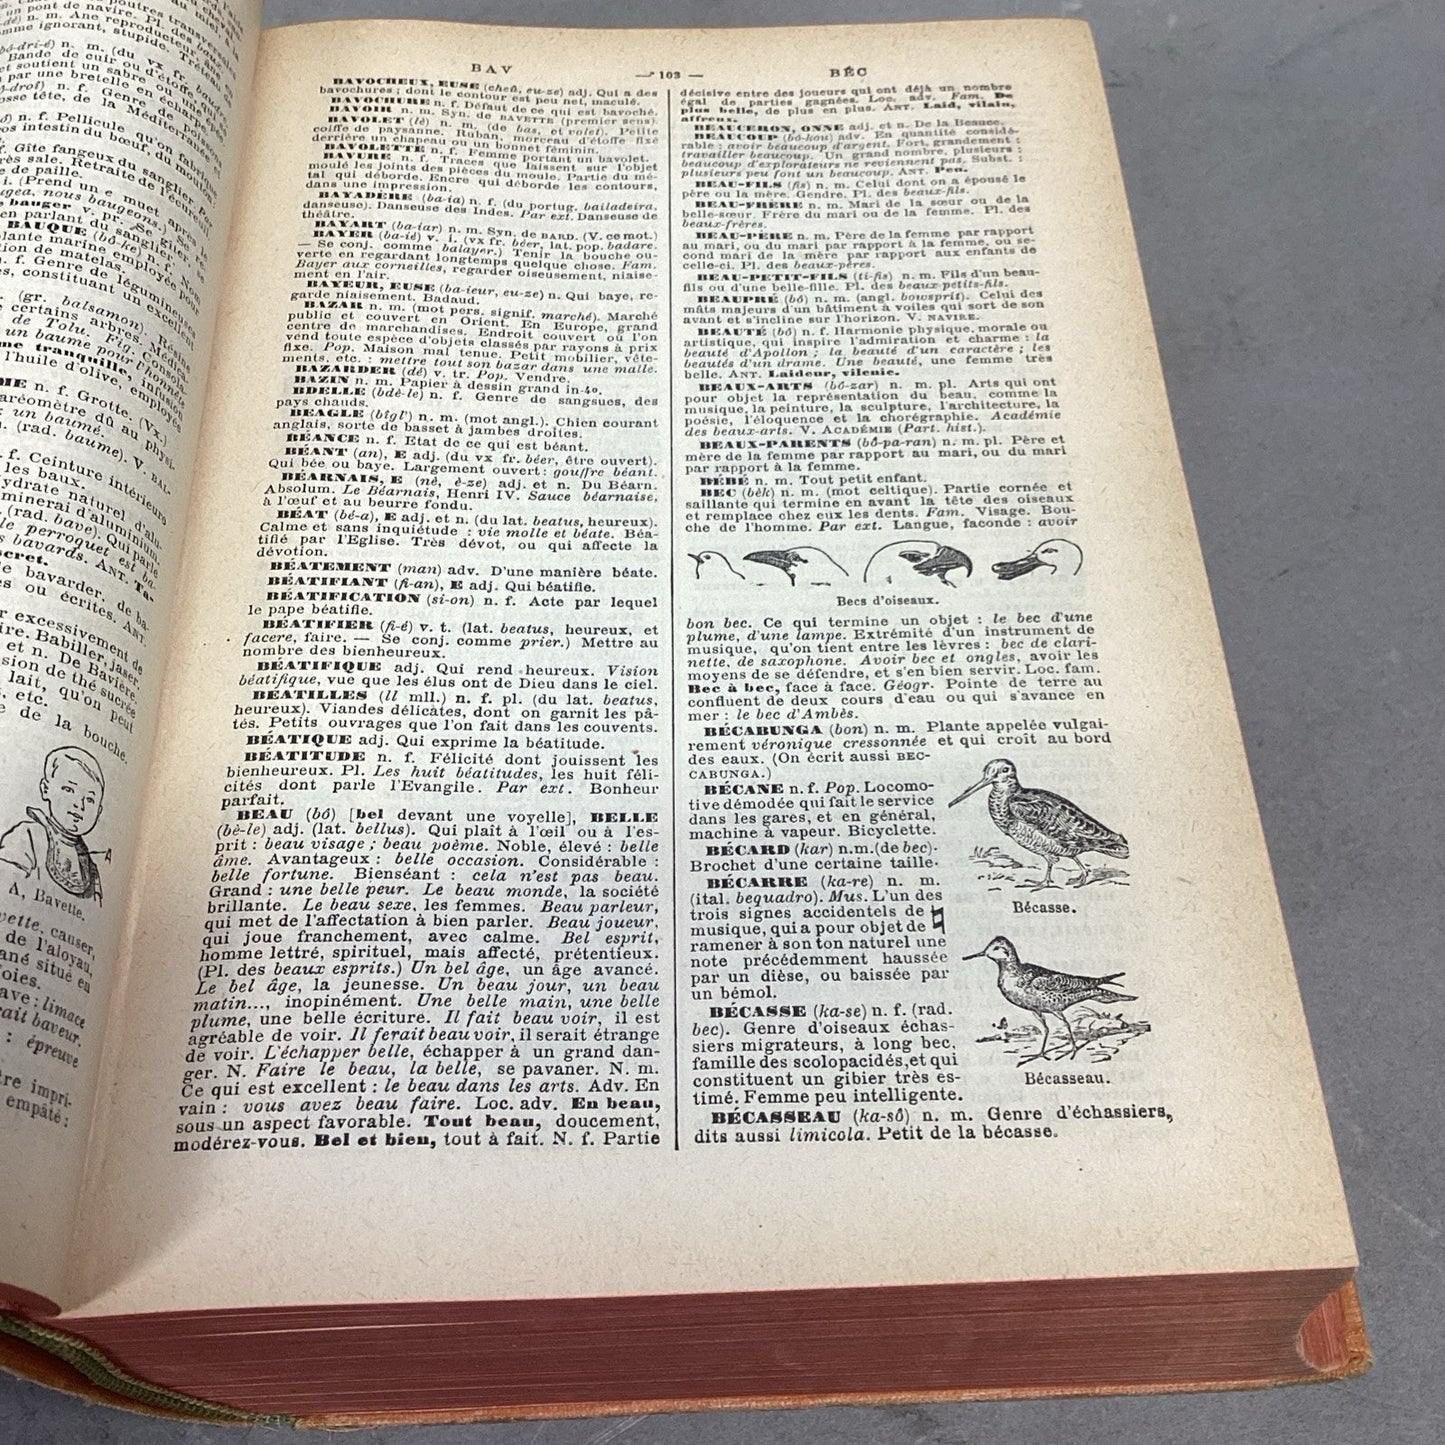 BAV
— 103 —
BÉC
BAVOCHEUX, EUSE (cheû, eu-ze) adj. Qui a des
bavochures ; dont le contour est peu net, maculé.
BAVOCHURE n. f. Défaut de ce qui est bavoché.
BAVOIR n. m. Syn. de BAVETTE (premier sens).
BAVOLET (lè) n. m. (de bas, et volet). Petite
coiffe de paysanne. Ruban, morceau d'étoffe fixé
derrière un chapeau ou un bonnet féminin.
BAVOLETTE n. f. Femme portant un bavolet.
BAVURE n. f. Traces que laissent sur l'objet
moulé les joints des pièces du moule. Partie du mé-
tal qui déborde. Encre qui déborde les contours,
dans une impression.
BAYADÈRE (ba-ia) n. f. (du portug. bailadeira,
danseuse). Danseuse des Indes. Par ext. Danseuse de
théâtre.
BAYART (ba-iar) n. m. Syn. de BARD. (V. ce mot.)
BAYER (ba-ié) v. i. (vx fr. béer, lat. pop. badare.
— Se conj. comme balayer.) Tenir la bouche ou-
verte en regardant longtemps quelque chose. Fam.
Bayer aux corneilles, regarder oiseusement, niaise-
ment en l'air.
BAYEUR, EUSE (ba-ieur, eu-ze) n. Qui baye, re-
garde niaisement. Badaud.
BAZAR n. m. (mot pers. signif. marché). Marché
public et couvert en Orient. En Europe, grand
centre de marchandises. Endroit couvert où l'on
vend toute espèce d'objets classés par rayons à prix
fixe. Pop. Maison mal tenue. Petit mobilier, vête-
ments, etc. : mettre tout son bazar dans une malle.
BAZARDER (dé) v. tr. Pop. Vendre.
BAZIN n. m. Papier à dessin grand in-4o.
BDELLE (bdè-le) n. f. Genre de sangsues, des
pays chauds.
BEAGLE (bîgl') n. m. (mot angl.). Chien courant
anglais, sorte de basset à jambes droites.
BÉANCE n. f. Etat de ce qui est béant.
BÉANT (an), E adj. (du vx fr. béer, être ouvert).
Qui bée ou baye. Largement ouvert : gouffre béant.
BÉARNAIS, E (nè, è-ze) adj. et n. Du Béarn.
Absolum. Le Béarnais, Henri IV. Sauce béarnaise,
à l'œuf et au beurre fondu.
BÉAT (bé-a), E adj. et n. (du lat. beatus, heureux).
Calme et sans inquiétude : vie molle et béate. Béa-
tifié par l'Eglise. Très dévot, ou qui affecte la
dévotion.
BÉATEMENT (man) adv. D'une manière béate.
BÉATIFIANT (fi-an), E adj. Qui béatifie.
BÉATIFICATION (si-on) n. f. Acte par lequel
le pape béatifie.
BÉATIFIER (fi-é) v. t. (lat. beatus, heureux, et
facere, faire. — Se conj. comme prier.) Mettre au
nombre des bienheureux.
BÉATIFIQUE adj. Qui rend heureux. Vision
béatifique, vue que les élus ont de Dieu dans le ciel.
BÉATILLES (ll mll.) n. f. pl. (du lat. beatus,
heureux). Viandes délicates, dont on garnit les pâ-
tés. Petits ouvrages que l'on fait dans les couvents.
BÉATIQUE adj. Qui exprime la béatitude.
BÉATITUDE n. f. Félicité dont jouissent les
bienheureux. Pl. Les huit béatitudes, les huit féli-
cités dont parle l'Evangile. Par ext. Bonheur
parfait.
BEAU (bô) [bel devant une voyelle], BELLE
(bè-le) adj. (lat. bellus). Qui plaît à l'œil ou à l'es-
prit : beau visage ; beau poème. Noble, élevé : belle
âme. Avantageux : belle occasion. Considérable :
belle fortune. Bienséant : cela n'est pas beau.
Grand : une belle peur. Le beau monde, la société
brillante. Le beau sexe, les femmes. Beau parleur,
qui met de l'affectation à bien parler. Beau joueur,
qui joue franchement, avec calme. Bel esprit,
homme lettré, spirituel, mais affecté, prétentieux.
(Pl. des beaux esprits.) Un bel âge, un âge avancé.
Le bel âge, la jeunesse. Un beau jour, un beau
matin..., inopinément. Une belle main, une belle
plume, une belle écriture. Il fait beau voir, il est
agréable de voir. Il ferait beau voir, il serait étrange
de voir. L'échapper belle, échapper à un grand dan-
ger. N. Faire le beau, la belle, se pavaner. N. m.
Ce qui est excellent : le beau dans les arts. Adv. En
vain : vous avez beau faire. Loc. adv. En beau,
sous un aspect favorable. Tout beau, doucement,
modérez-vous. Bel et bien, tout à fait. N. f. Partie
décisive entre des joueurs qui ont déjà un nombre
égal de parties gagnées. Loc. adv. Fam. De
plus belle, de plus en plus. ANT. Laid, vilain,
affreux.
BEAUCERON, ONNE adj. et n. De la Beauce.
BEAUCOUP (bô-kou) adv. En quantité considé-
rable : avoir beaucoup d'argent. Fort, grandement :
travailler beaucoup. Un grand nombre, plusieurs :
beaucoup d'explorateurs ne reviennent pas. Subst. :
plusieurs peu font un beaucoup. ANT. Peu.
BEAU-FILS (fis) n. m. Celui dont on a épousé le
père ou la mère. Gendre. Pl. des beaux-fils.
BEAU-FRÈRE n. m. Mari de la sœur ou de la
belle-sœur. Frère du mari ou de la femme. Pl. des
beaux-frères.
BEAU-PÈRE n. m. Père de la femme par rapport
au mari, ou du mari par rapport à la femme, ou se-
cond mari de la mère par rapport aux enfants de
celle-ci. Pl. des beaux-pères.
BEAU-PETIT-FILS (ti-fis) n. m. Fils d'un beau-
fils ou d'une belle-fille. Pl. des beaux-petits-fils.
BEAUPRÉ (bô) n. m. (angl. bowsprit). Celui des
mâts majeurs d'un bâtiment à voiles qui sort de son
avant et s'incline sur l'horizon. V. NAVIRE.
BEAUTÉ (bô) n. f. Harmonie physique, morale ou
artistique, qui inspire l'admiration et charme : la
beauté d'Apollon ; la beauté d'un caractère ; les
beautés d'un drame. Une beauté, une femme très
belle. ANT. Laideur, vilenie.
BEAUX-ARTS (bô-zar) n. m. pl. Arts qui ont
pour objet la représentation du beau, comme la
musique, la peinture, la sculpture, l'architecture, la
poésie, l'éloquence et la chorégraphie. Académie
des beaux-arts. V. ACADÉMIE (Part. hist.).
BEAUX-PARENTS (bô-pa-ran) n. m. pl. Père et
mère de la femme par rapport au mari, ou du mari
par rapport à la femme.
BÉBÉ n. m. Tout petit enfant.
BEC (bèk) n. m. (mot celtique). Partie cornée et
saillante qui termine en avant la tête des oiseaux
et remplace chez eux les dents. Fam. Visage. Bou-
che de l'homme. Par ext. Langue, faconde : avoir
Becs d'oiseaux.
bon bec. Ce qui termine un objet : le bec d'une
plume, d'une lampe. Extrémité d'un instrument de
musique, qu'on tient entre les lèvres : bec de clari-
nette, de saxophone. Avoir bec et ongles, avoir les
moyens de se défendre, et s'en bien servir. Loc. fam.
Bec à bec, face à face. Géogr. Pointe de terre au
confluent de deux cours d'eau ou qui s'avance en
mer : le bec d'Ambès.
BÉCABUNGA (bon) n. m. Plante appelée vulgai-
rement véronique cressonnée et qui croît au bord
des eaux. (On écrit aussi BEC-
CABUNGA.)
BÉCANE n. f. Pop. Locomo-
tive démodée qui fait le service
dans les gares, et en général,
machine à vapeur. Bicyclette.
BÉCARD (kar) n.m.(de bec).
Brochet d'une certaine taille.
BÉCARRE (ka-re) n. m.
(ital. bequadro). Mus. L'un des
trois signes accidentels de
musique, qui a pour objet de
ramener à son ton naturel une
note précédemment haussée
par un dièse, ou baissée par
un bémol.
BÉCASSE (ka-se) n. f. (rad.
bec). Genre d'oiseaux échas-
siers migrateurs, à long bec,
famille des scolopacidés, et qui
constituent un gibier très es-
timé. Femme peu intelligente.
Bécasse.
Bécasseau.
BÉCASSEAU (ka-sô) n. m. Genre d'échassiers,
dits aussi limicola. Petit de la bécasse.
A
A, Bavette.